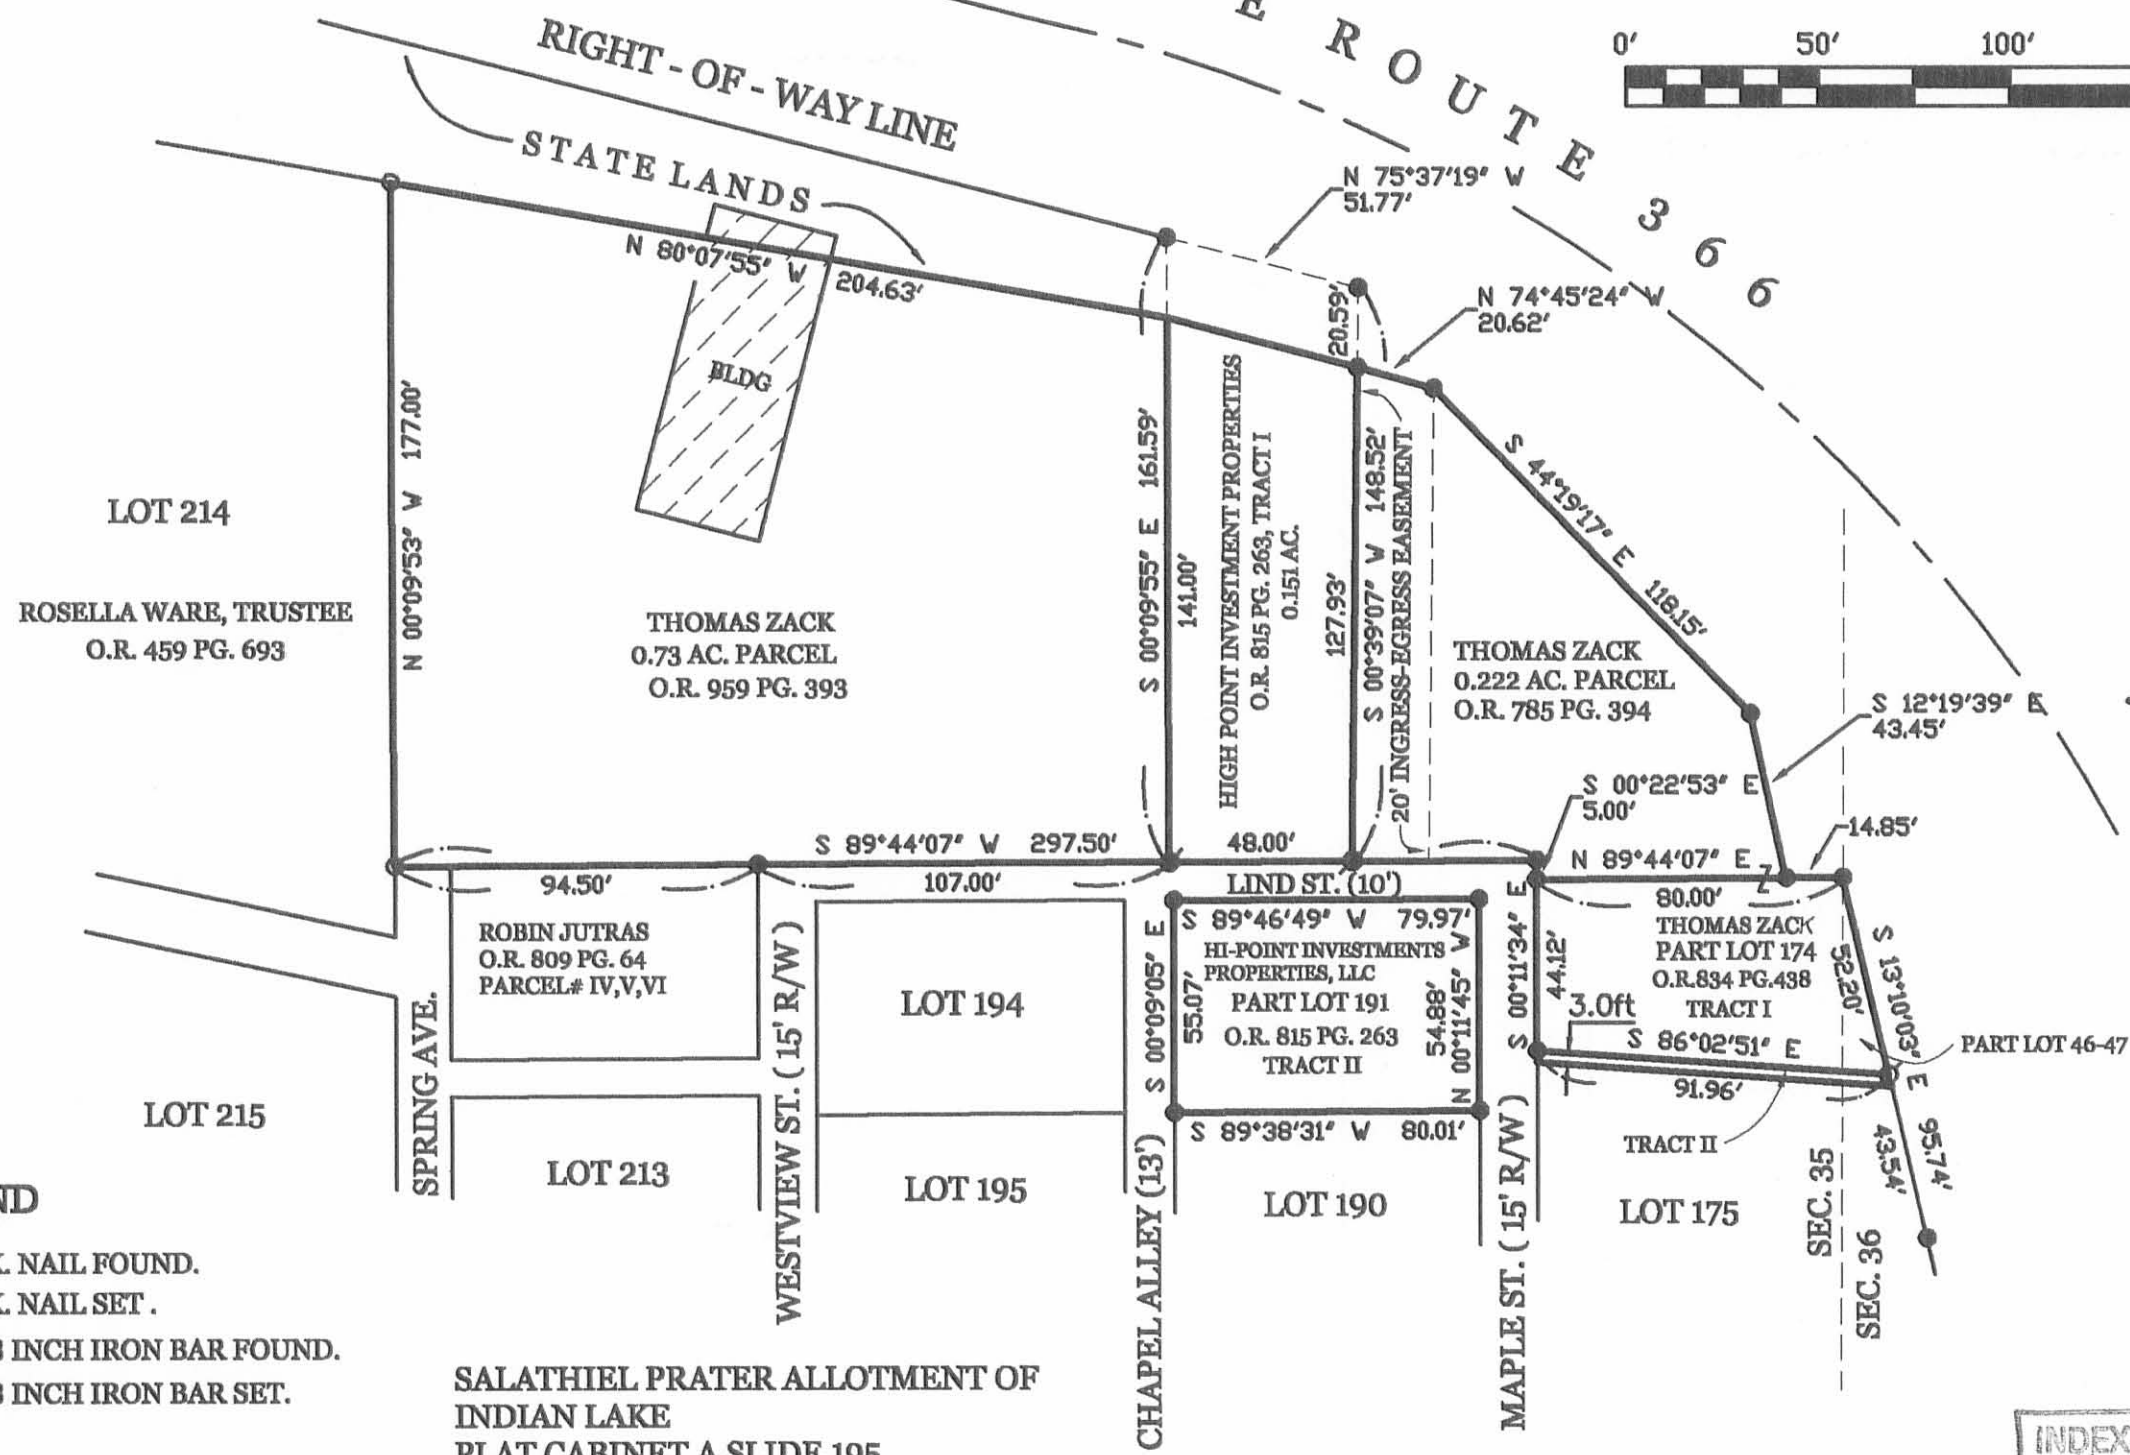 E ROUTE 366
0' 50' 100'
RIGHT - OF - WAY LINE
STATE LANDS
N 75°37'19" W
51.77'
N 80°07'55" W 204.63'
20.59'
N 74°45'24" W
20.62'
BLDG
N 00°09'53" W 177.00'
LOT 214
ROSELLA WARE, TRUSTEE
O.R. 459 PG. 693
THOMAS ZACK
0.73 AC. PARCEL
O.R. 959 PG. 393
S 00°09'55" E 161.59'
141.00'
HIGH POINT INVESTMENT PROPERTIES
O.R. 815 PG. 263, TRACT I
0.151 AC.
127.93'
S 00°39'07" W 148.52'
20' INGRESS-EGRESS EASEMENT
S 44°19'17" E 118.15'
THOMAS ZACK
0.222 AC. PARCEL
O.R. 785 PG. 394
S 12°19'39" E
43.45'
S 00°22'53" E
5.00'
14.85'
S 89°44'07" W 297.50'
48.00'
N 89°44'07" E
94.50'
107.00'
LIND ST. (10')
80.00'
ROBIN JUTRAS
O.R. 809 PG. 64
PARCEL# IV,V,VI
WESTVIEW ST. ( 15' R/W )
LOT 194
S 00°09'05" E
55.07'
S 89°46'49" W 79.97'
HI-POINT INVESTMENTS
PROPERTIES, LLC
PART LOT 191
O.R. 815 PG. 263
TRACT II
54.88'
N 00°11'45" W
S 00°11'34" E
44.12'
THOMAS ZACK
PART LOT 174
O.R.834 PG.438
TRACT I
3.0ft
S 86°02'51" E
91.96'
52.20'
S 13°10'03" E 95.74'
PART LOT 46-47
SPRING AVE.
LOT 215
LOT 213
LOT 195
CHAPEL ALLEY (13')
S 89°38'31" W 80.01'
LOT 190
MAPLE ST. ( 15' R/W )
TRACT II
LOT 175
43.54'
SEC. 35
SEC. 36
ND
. NAIL FOUND.
. NAIL SET .
INCH IRON BAR FOUND.
INCH IRON BAR SET.
SALATHIEL PRATER ALLOTMENT OF
INDIAN LAKE
PLAT CABINET A SLIDE 195
INDEX